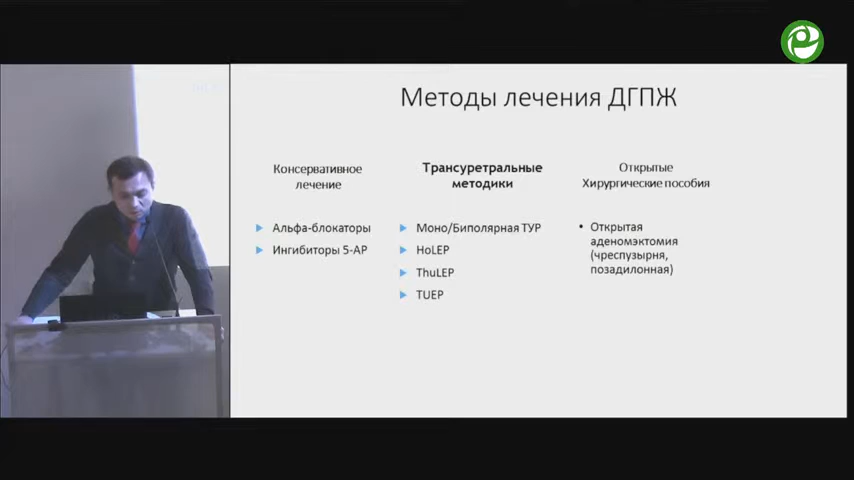 Методы лечения ДГПЖ
Консервативное
лечение
Альфа-блокаторы
Ингибиторы 5-АР
Трансуретральные
методики
Моно/Биполярная ТУР
HoLEP
ThuLEP
TUEP
Открытые
Хирургические пособия
Открытая
аденомэктомия
(чреспузырня,
позадилонная)